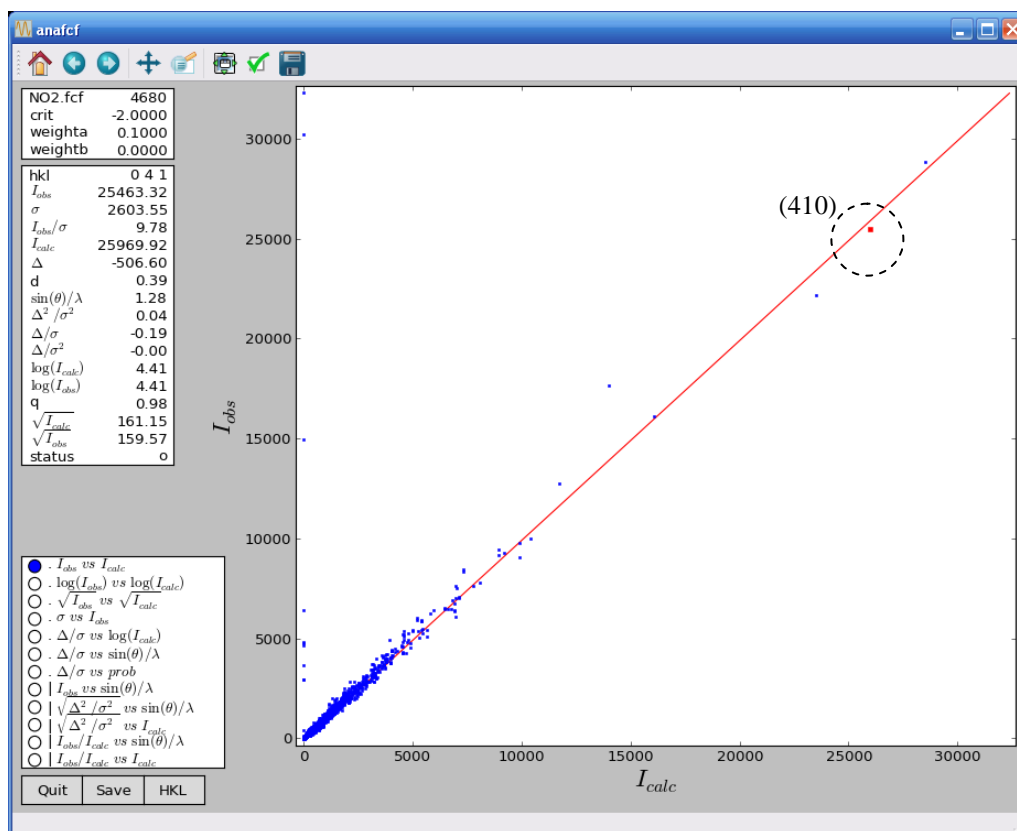 anafcf
NO2.fcf 4680
crit -2.0000
weighta 0.1000
weightb 0.0000
hkl 0 4 1
I_obs 25463.32
σ 2603.55
I_obs/σ 9.78
I_calc 25969.92
Δ -506.60
d 0.39
sin(θ)/λ 1.28
Δ²/σ² 0.04
Δ/σ -0.19
Δ/σ² -0.00
log(I_calc) 4.41
log(I_obs) 4.41
q 0.98
√I_calc 161.15
√I_obs 159.57
status o
. I_obs vs I_calc
. log(I_obs) vs log(I_calc)
. √I_obs vs √I_calc
. σ vs I_obs
. Δ/σ vs log(I_calc)
. Δ/σ vs sin(θ)/λ
. Δ/σ vs prob
| I_obs vs sin(θ)/λ
| √Δ²/σ² vs sin(θ)/λ
| √Δ²/σ² vs I_calc
| I_obs/I_calc vs sin(θ)/λ
| I_obs/I_calc vs I_calc
Quit Save HKL
(410)
30000
25000
20000
15000
10000
5000
0
I_obs
0 5000 10000 15000 20000 25000 30000
I_calc